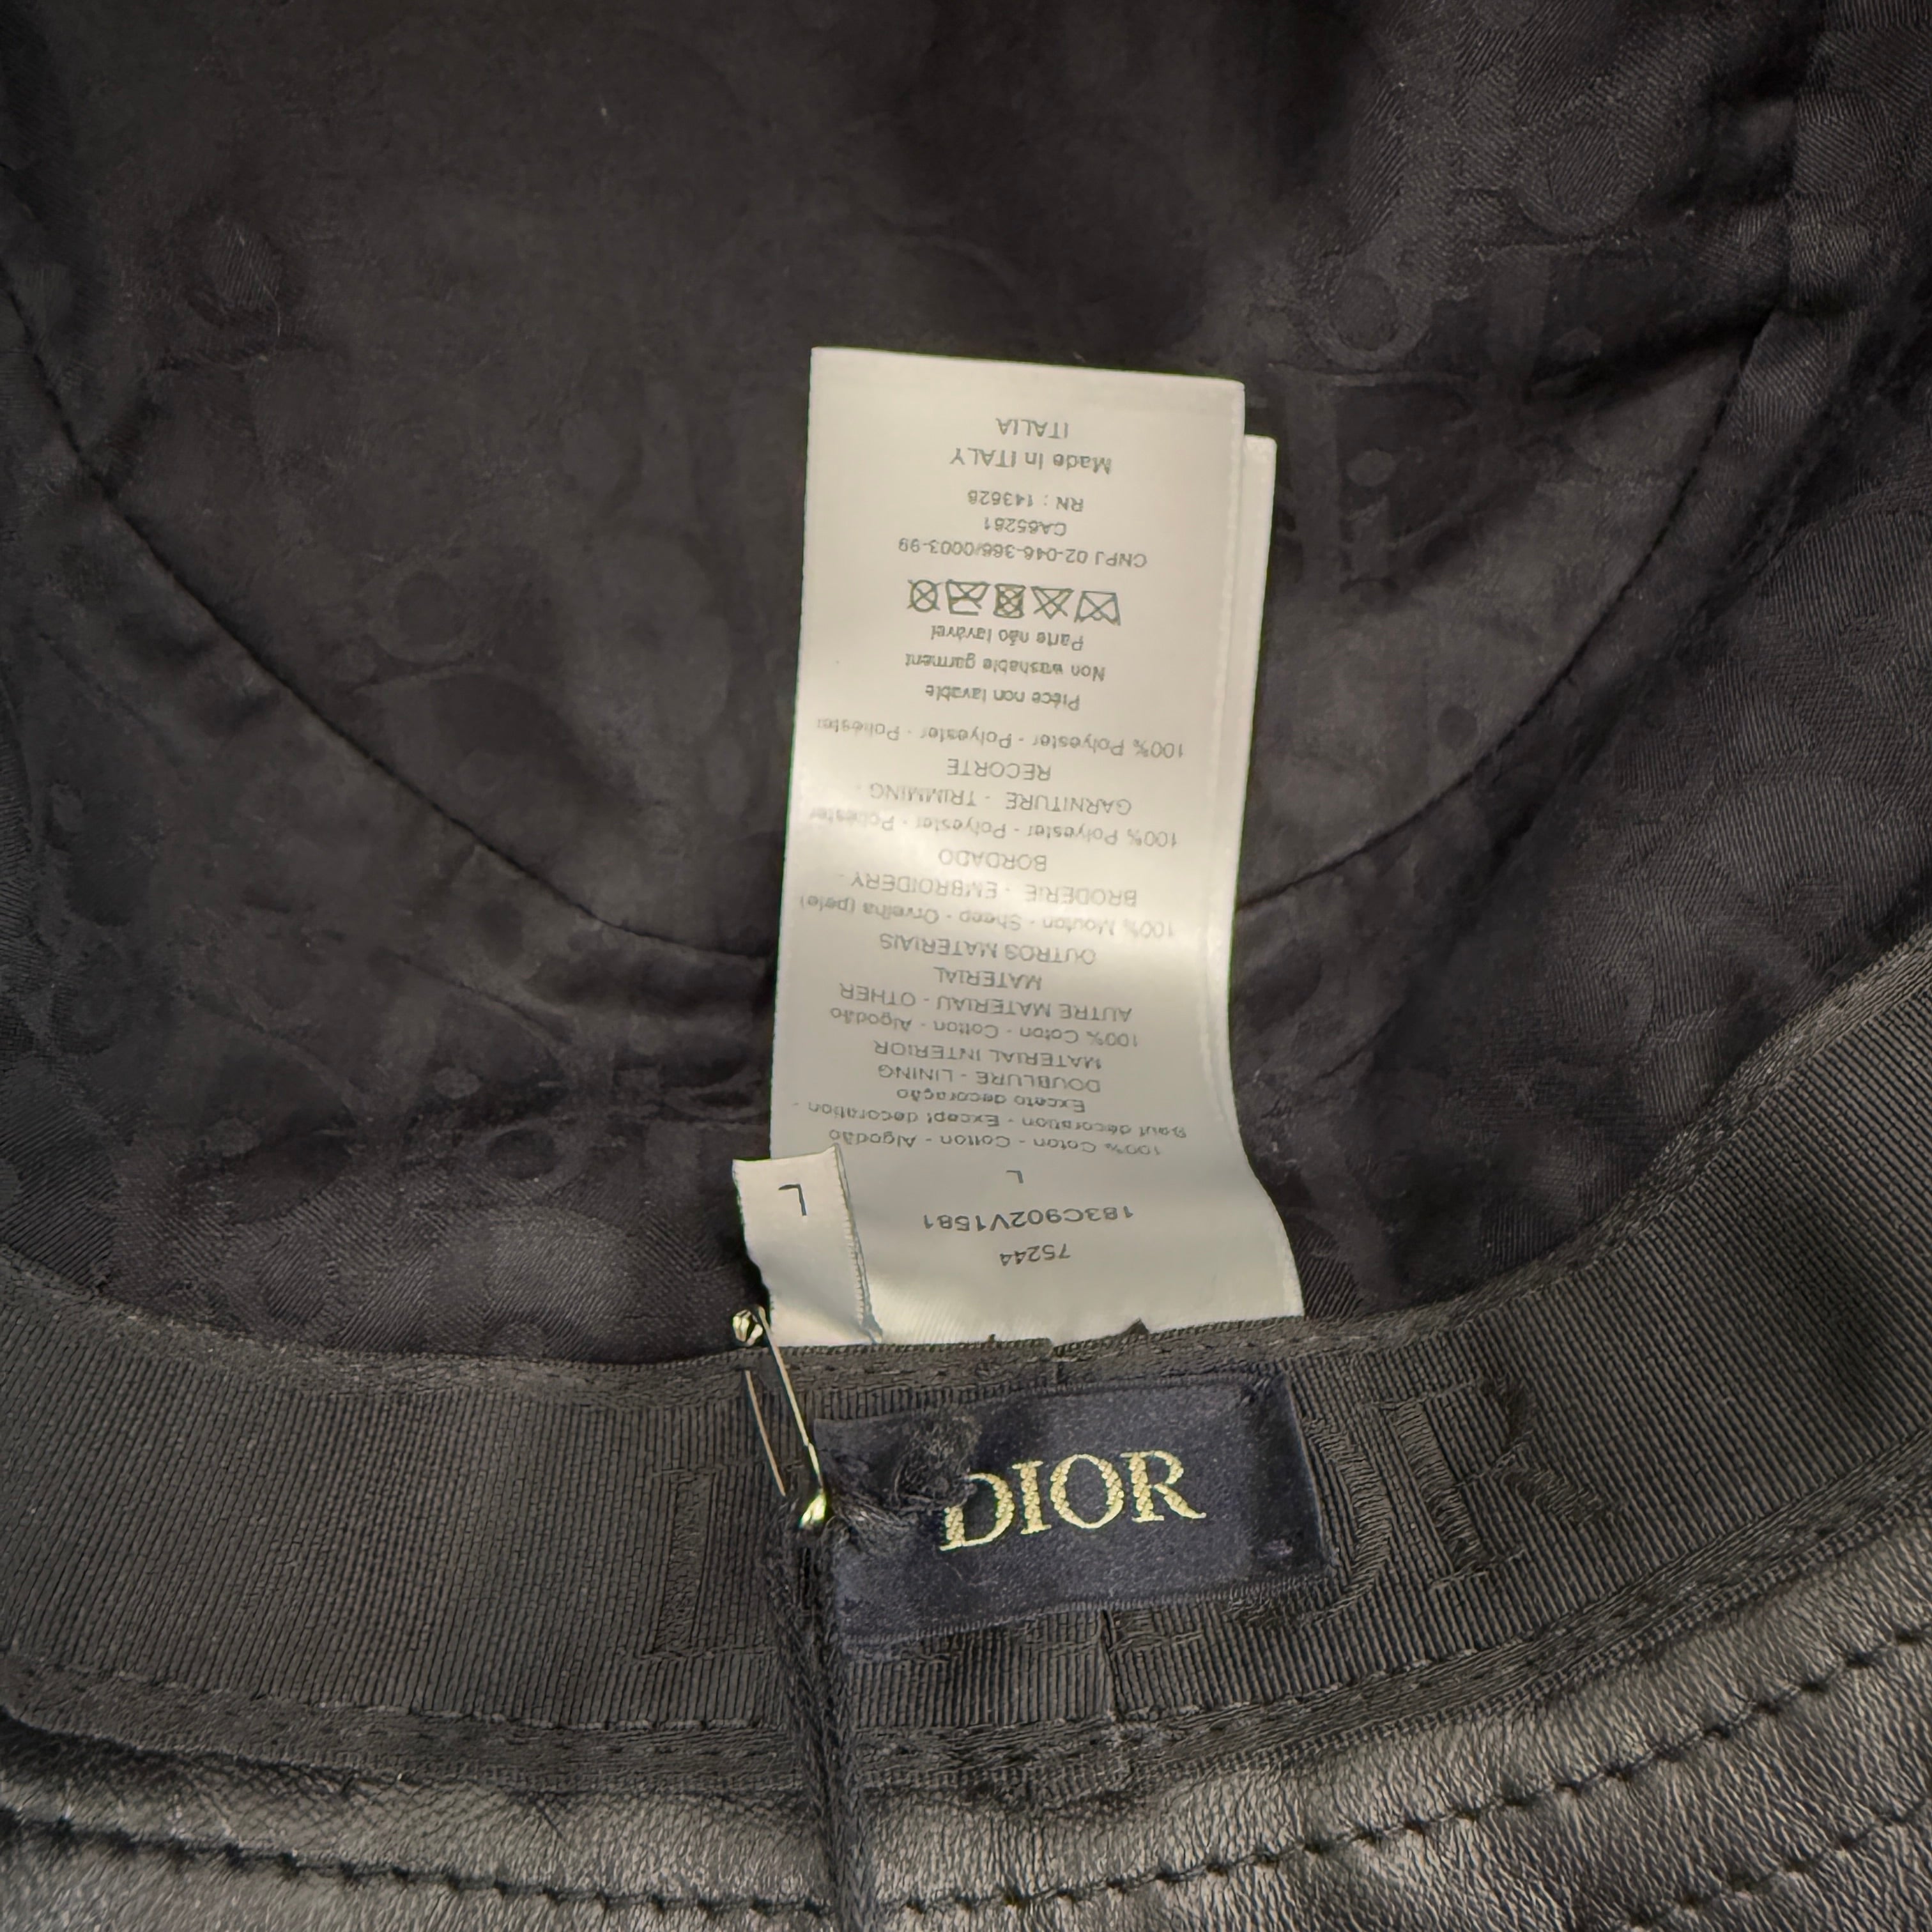 75244
183C902V1581
L
100% Coton - Cotton - Algodão
Sauf décoration - Except decoration -
Exceto decoração
DOUBLURE - LINING
MATERIAL INTERIOR
100% Coton - Cotton - Algodão
AUTRE MATERIAU - OTHER
MATERIAL
OUTROS MATERIAIS
100% Mouton - Sheep - Orvelha (pele)
BRODERIE - EMBROIDERY -
BORDADO
100% Polyester - Polyester - Poliéster
GARNITURE - TRIMMING -
RECORTE
100% Polyester - Polyester - Poliéster
Pièce non lavable
Non washable garment
Parte não lavável
CNPJ 02-046-366/0003-99
CA65261
RN : 143626
Made in ITALY
ITALIA
L
DIOR